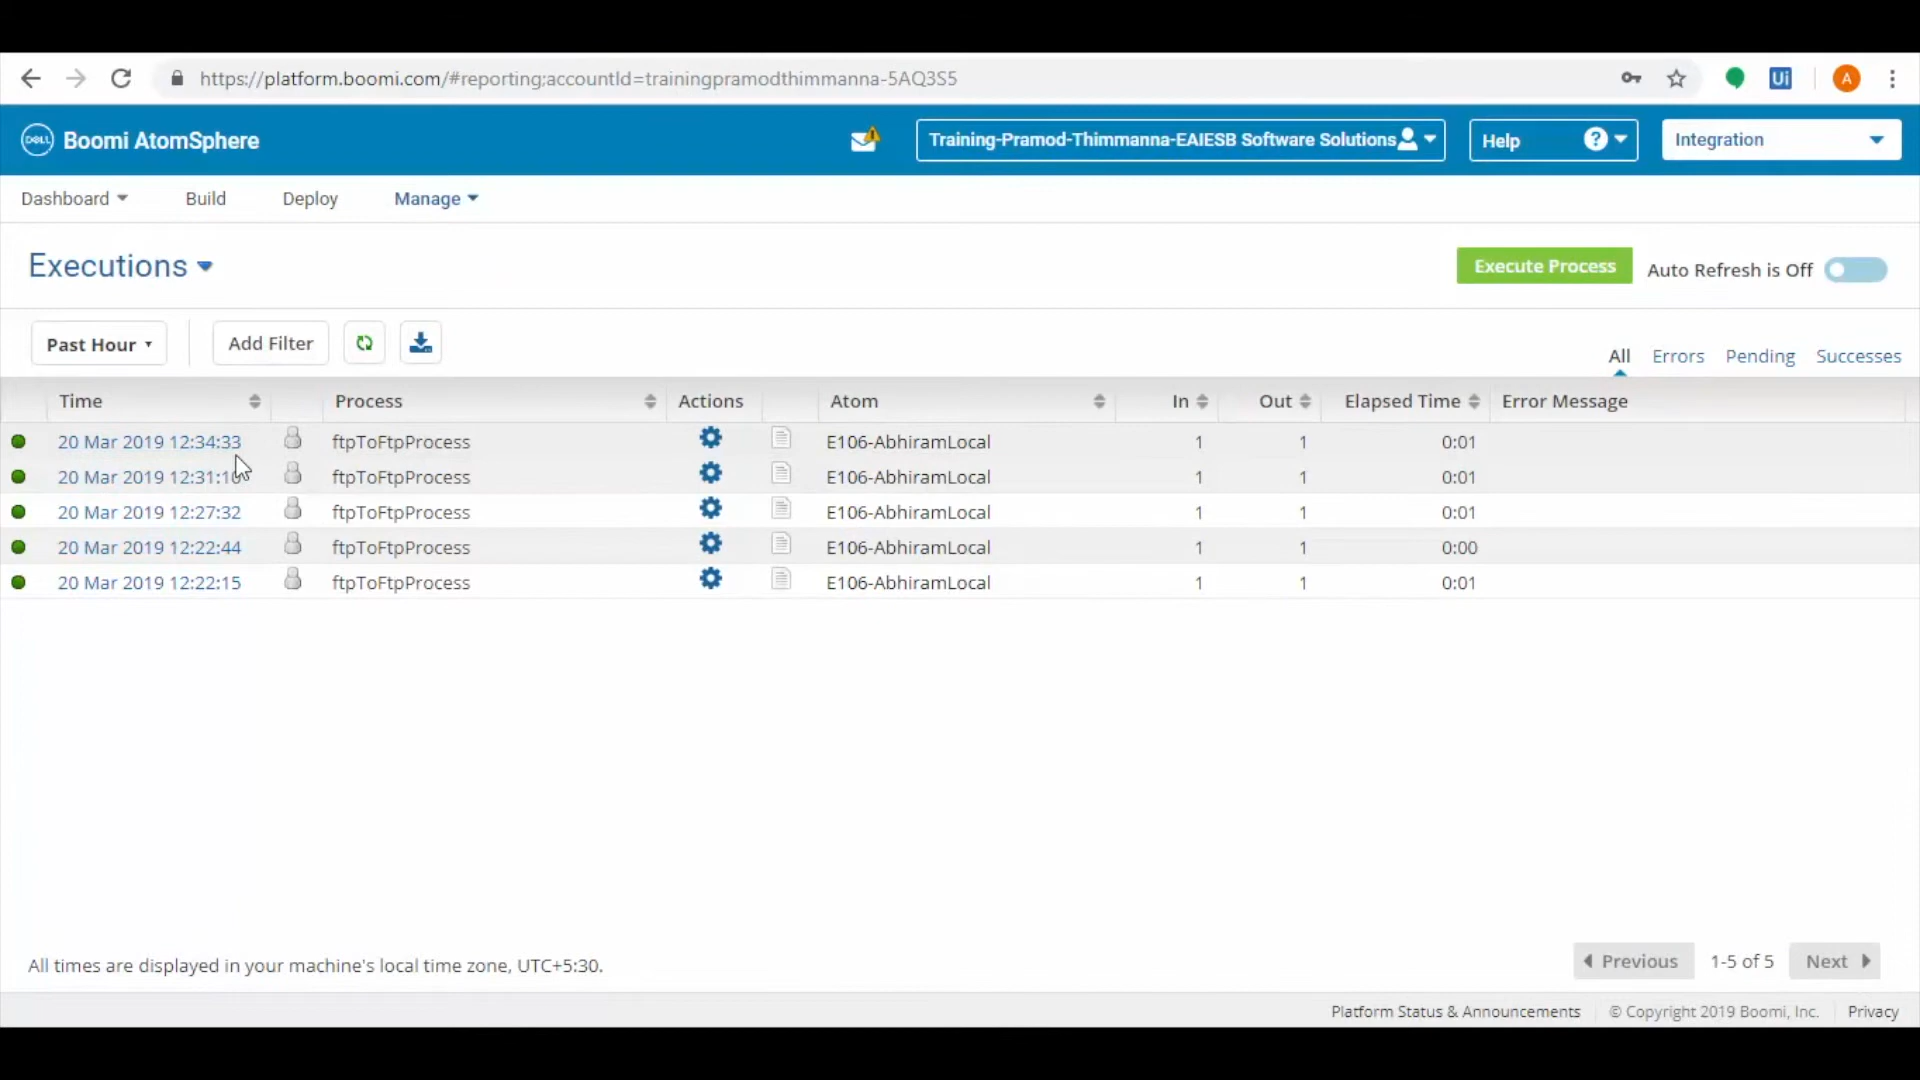 https://platform.boomi.com/#reporting;accountId=trainingpramodthimmanna-5AQ3S5
Ui
A
DELL
Boomi AtomSphere
Training-Pramod-Thimmanna-EAIESB Software Solutions
Help
?
Integration
Dashboard
Build
Deploy
Manage
Executions
Execute Process
Auto Refresh is Off
Past Hour
Add Filter
All Errors Pending Successes
Time Process Actions Atom In Out Elapsed Time Error Message
20 Mar 2019 12:34:33 ftpToFtpProcess E106-AbhiramLocal 1 1 0:01
20 Mar 2019 12:31:1 ftpToFtpProcess E106-AbhiramLocal 1 1 0:01
20 Mar 2019 12:27:32 ftpToFtpProcess E106-AbhiramLocal 1 1 0:01
20 Mar 2019 12:22:44 ftpToFtpProcess E106-AbhiramLocal 1 1 0:00
20 Mar 2019 12:22:15 ftpToFtpProcess E106-AbhiramLocal 1 1 0:01
All times are displayed in your machine's local time zone, UTC+5:30.
Previous 1-5 of 5 Next
Platform Status & Announcements © Copyright 2019 Boomi, Inc. Privacy